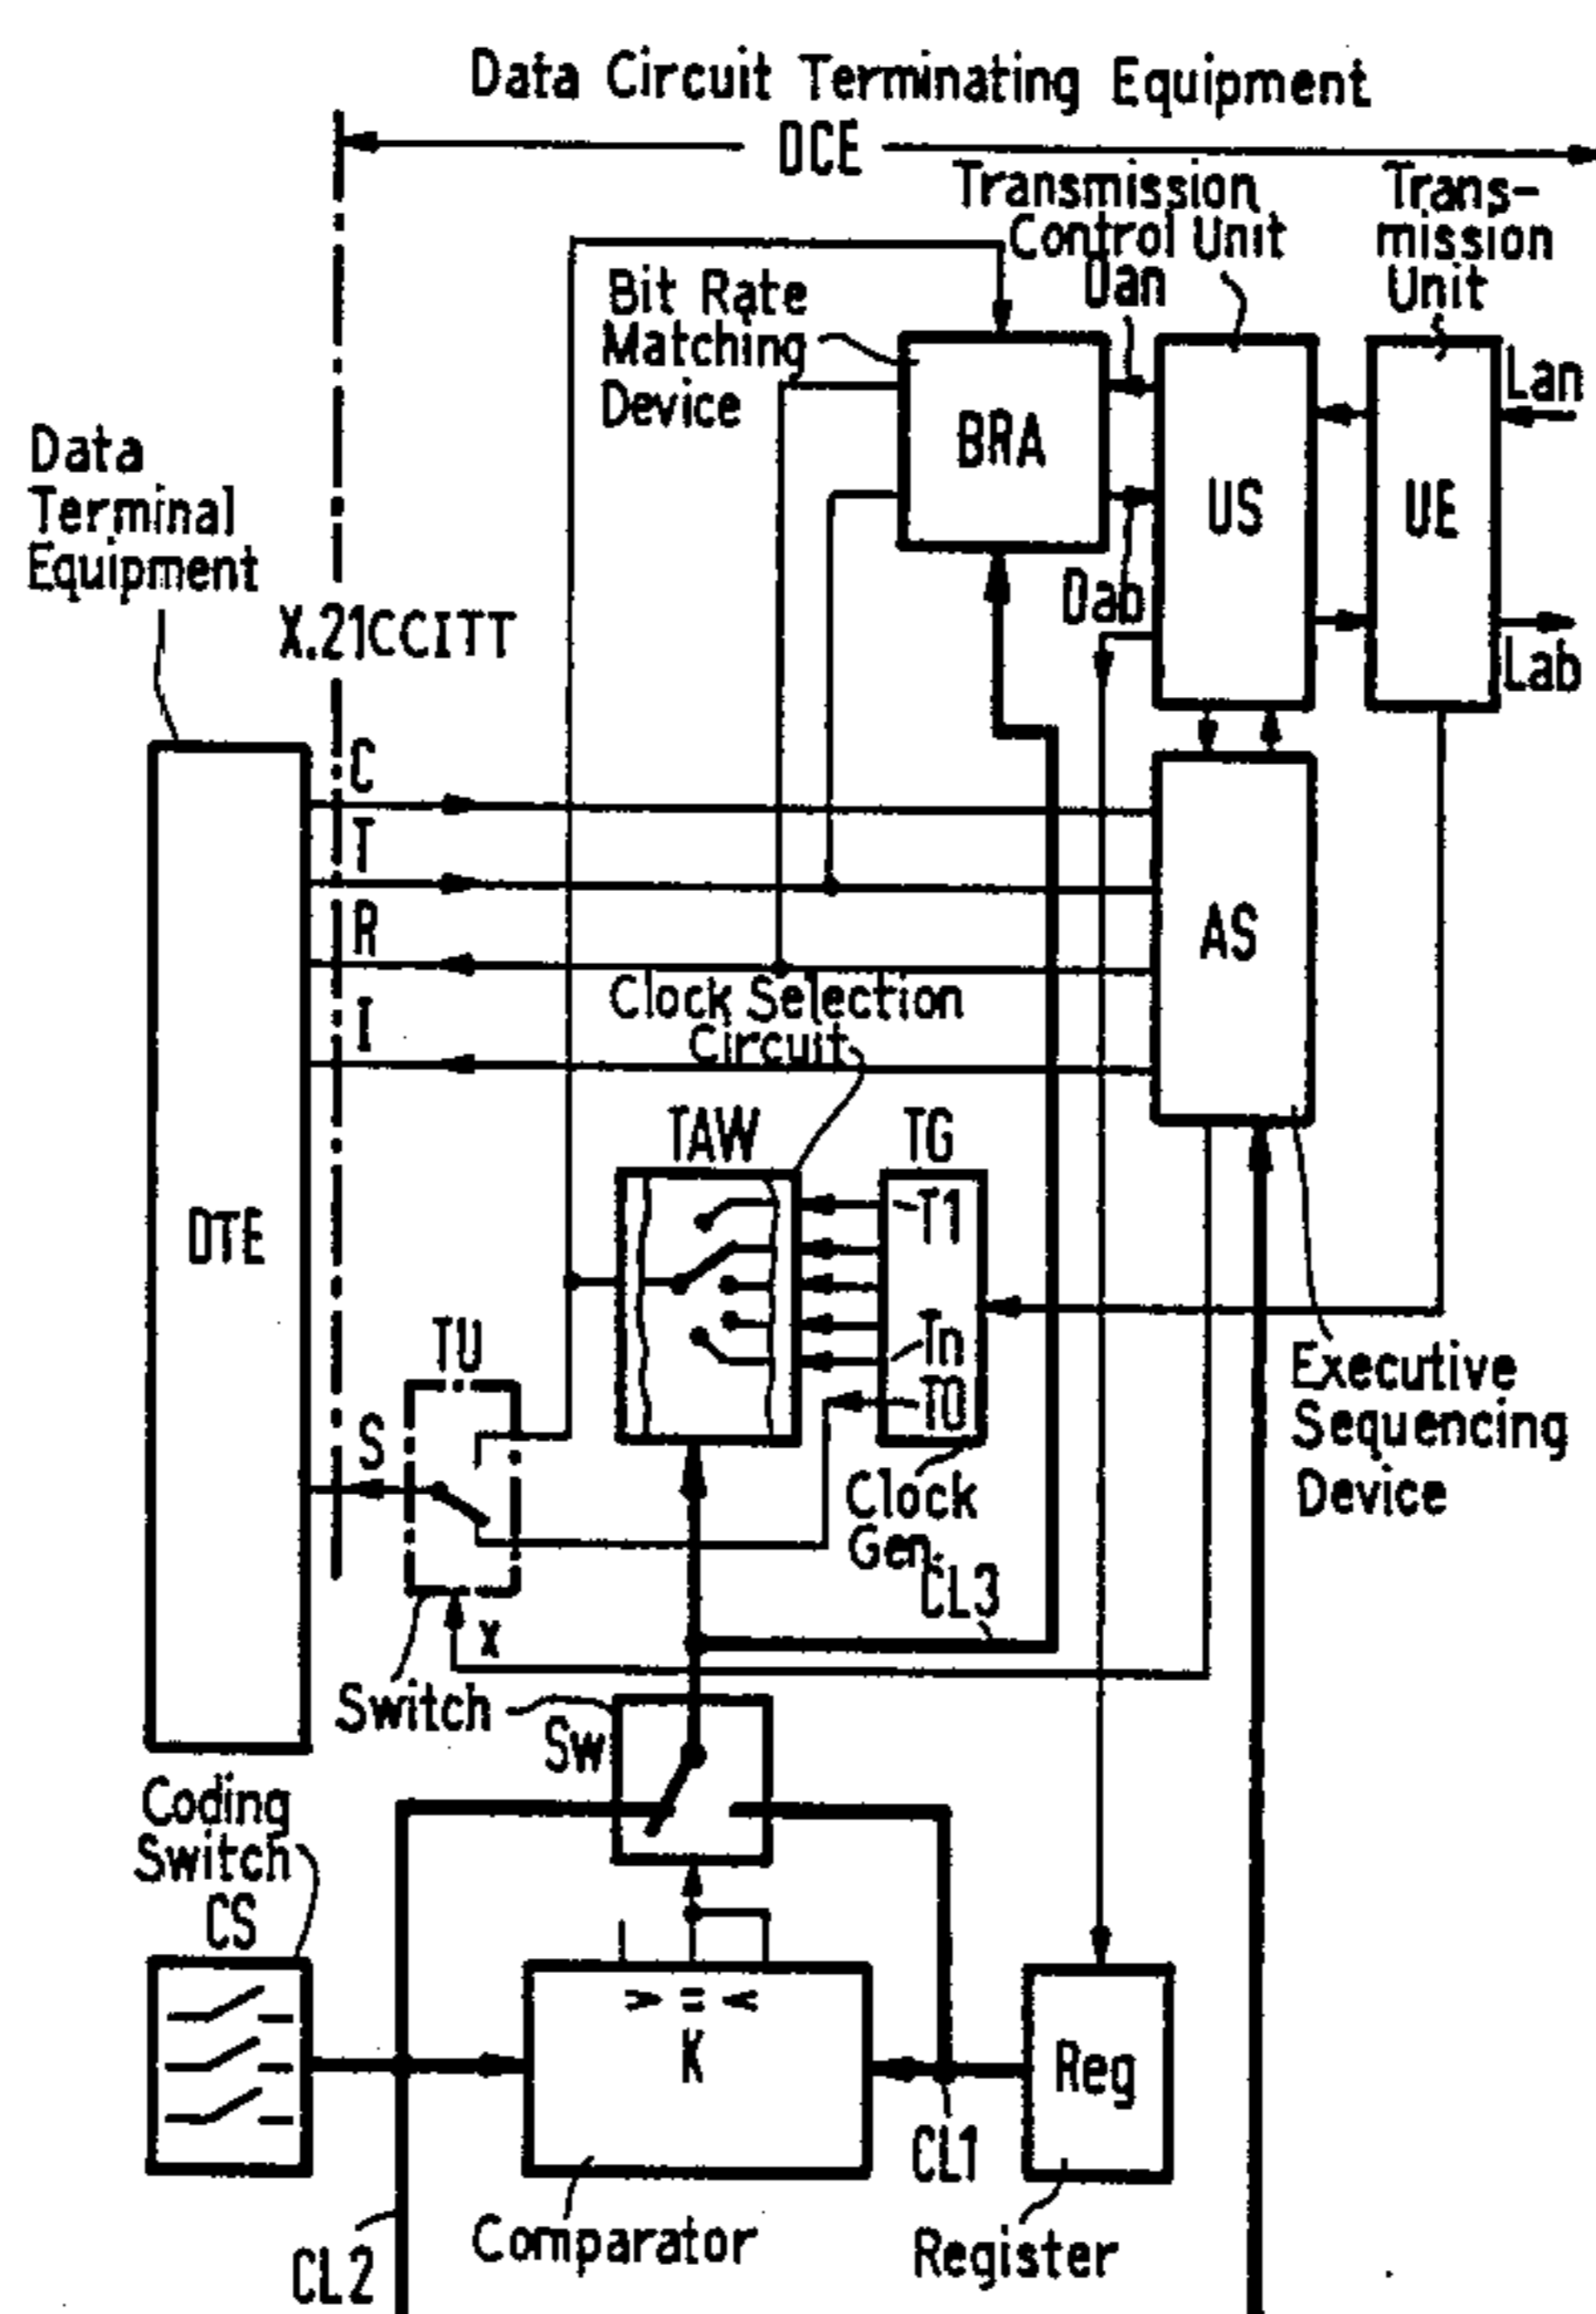 Data Circuit Terminating Equipment
DCE
Transmission
Control Unit
Trans-
mission
Unit
Dan
Bit Rate
Matching
Device
BRA
US
UE
Lan
Lab
Dab
Data
Terminal
Equipment
X.21CCITT
C
T
R
I
AS
Clock Selection
Circuit
TAW
TG
T1
Tn
T0
DTE
TU
S
Executive
Sequencing
Device
Clock
Gen.
CL3
x
Switch
Sw
Coding
Switch
CS
> = <
K
Reg
CL1
Comparator
Register
CL2